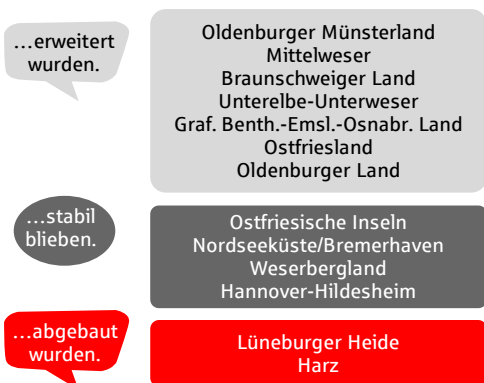 …erweitert
wurden.
Oldenburger Münsterland
Mittelweser
Braunschweiger Land
Unterelbe-Unterweser
Graf. Benth.-Emsl.-Osnabr. Land
Ostfriesland
Oldenburger Land
…stabil
blieben.
Ostfriesische Inseln
Nordseeküste/Bremerhaven
Weserbergland
Hannover-Hildesheim
…abgebaut
wurden.
Lüneburger Heide
Harz